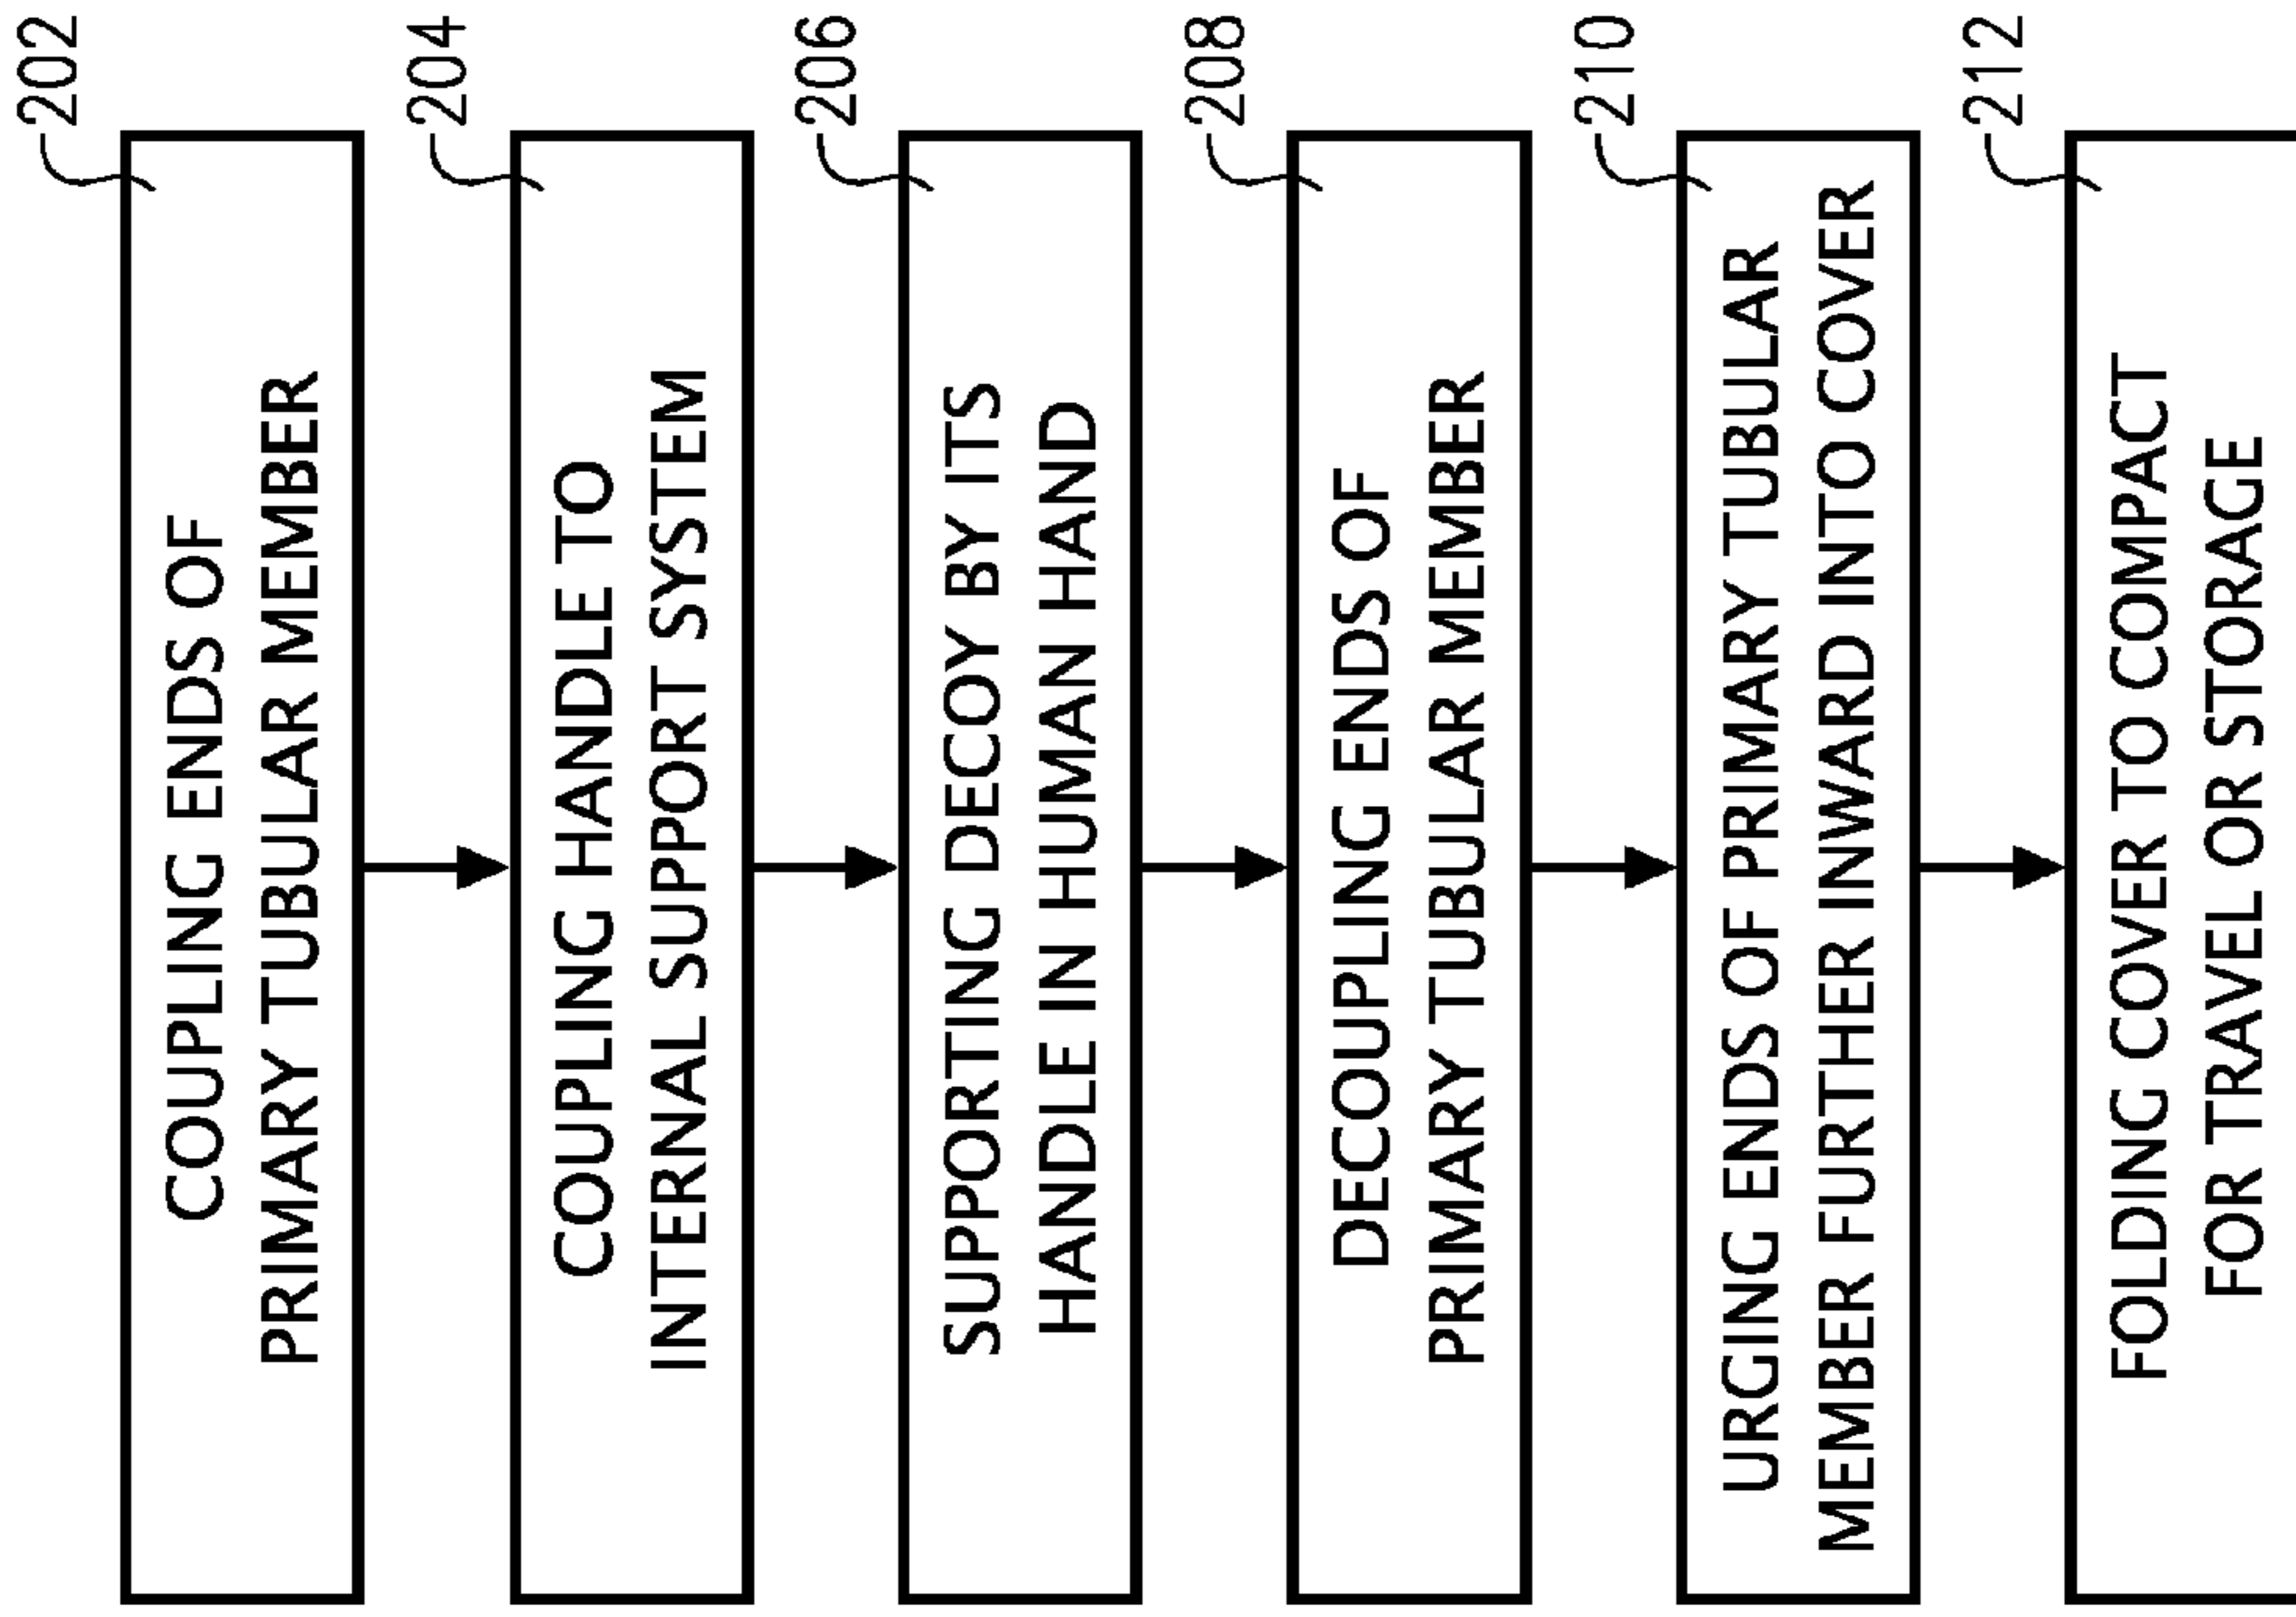 202
COUPLING ENDS OF
PRIMARY TUBULAR MEMBER
204
COUPLING HANDLE TO
INTERNAL SUPPORT SYSTEM
206
SUPPORTING DECOY BY ITS
HANDLE IN HUMAN HAND
208
DECOUPLING ENDS OF
PRIMARY TUBULAR MEMBER
210
URGING ENDS OF PRIMARY TUBULAR
MEMBER FURTHER INWARD INTO COVER
212
FOLDING COVER TO COMPACT
FOR TRAVEL OR STORAGE